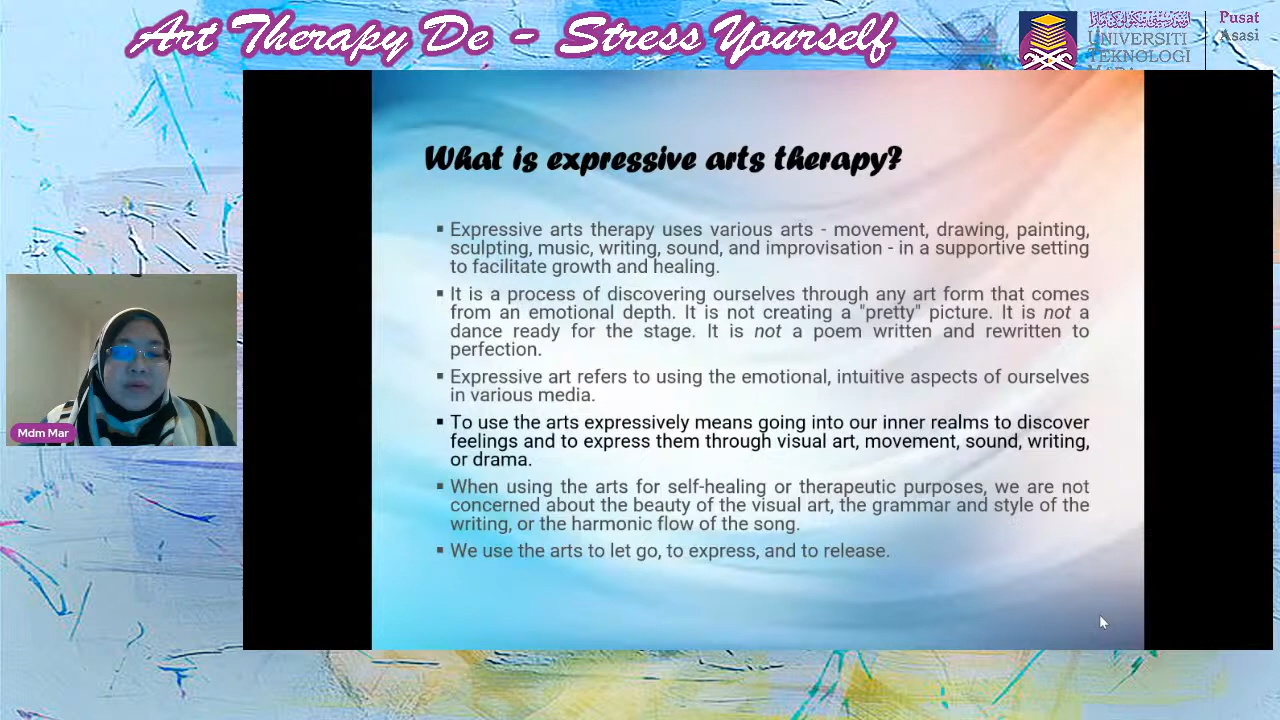 Art Therapy De - Stress Yourself
UNIVERSITI
TEKNOLOGI
Pusat
Asasi
What is expressive arts therapy?
▪ Expressive arts therapy uses various arts - movement, drawing, painting,
sculpting, music, writing, sound, and improvisation - in a supportive setting
to facilitate growth and healing.
▪ It is a process of discovering ourselves through any art form that comes
from an emotional depth. It is not creating a "pretty" picture. It is not a
dance ready for the stage. It is not a poem written and rewritten to
perfection.
▪ Expressive art refers to using the emotional, intuitive aspects of ourselves
in various media.
▪ To use the arts expressively means going into our inner realms to discover
feelings and to express them through visual art, movement, sound, writing,
or drama.
▪ When using the arts for self-healing or therapeutic purposes, we are not
concerned about the beauty of the visual art, the grammar and style of the
writing, or the harmonic flow of the song.
▪ We use the arts to let go, to express, and to release.
Mdm Mar